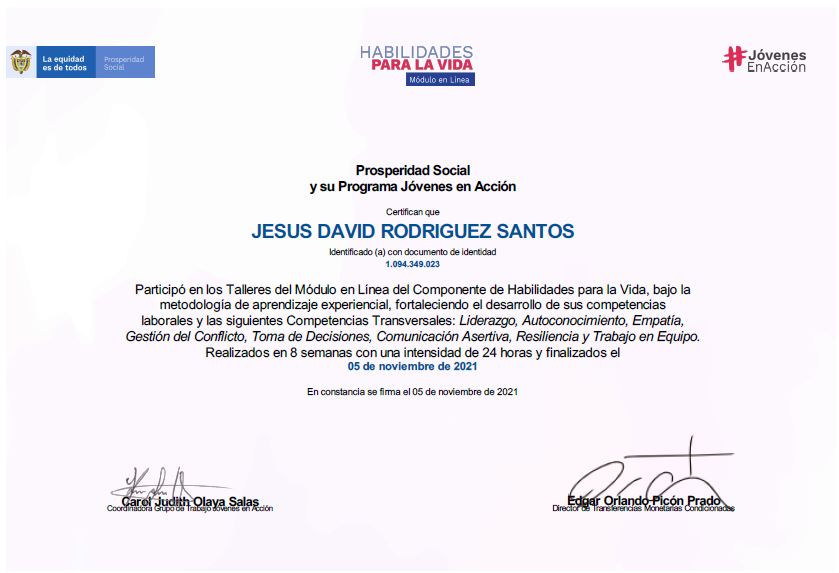 La equidad
es de todos
Prosperidad
Social
HABILIDADES
PARA LA VIDA
Módulo en Línea
#Jóvenes
EnAcción
Prosperidad Social
y su Programa Jóvenes en Acción
Certifican que
JESUS DAVID RODRIGUEZ SANTOS
Identificado (a) con documento de identidad
1.094.349.023
Participó en los Talleres del Módulo en Línea del Componente de Habilidades para la Vida, bajo la
metodología de aprendizaje experiencial, fortaleciendo el desarrollo de sus competencias
laborales y las siguientes Competencias Transversales: Liderazgo, Autoconocimiento, Empatía,
Gestión del Conflicto, Toma de Decisiones, Comunicación Asertiva, Resiliencia y Trabajo en Equipo.
Realizados en 8 semanas con una intensidad de 24 horas y finalizados el
05 de noviembre de 2021
En constancia se firma el 05 de noviembre de 2021
Carol Judith Olaya Salas
Coordinadora Grupo de Trabajo Jóvenes en Acción
Edgar Orlando Picón Prado
Director de Transferencias Monetarias Condicionadas